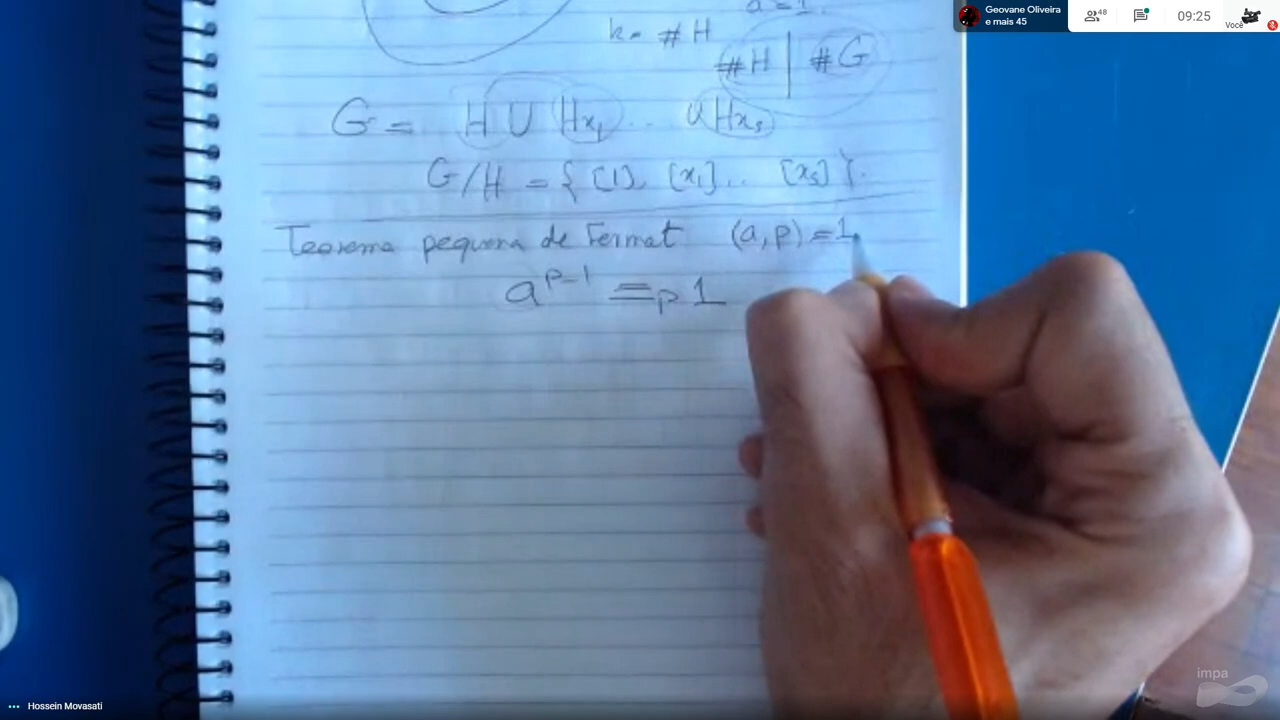 Geovane Oliveira
e mais 45
48
09:25
Você
a = 1.
k = #H
#H | #G
G = H U Hx₁ .. U Hxₛ
G/H = { [1], [x₁] .. [xₛ] }.
Teorema pequena de Fermat (a,p) = 1
a^{p-1} ≡ₚ 1
impa
Hossein Movasati